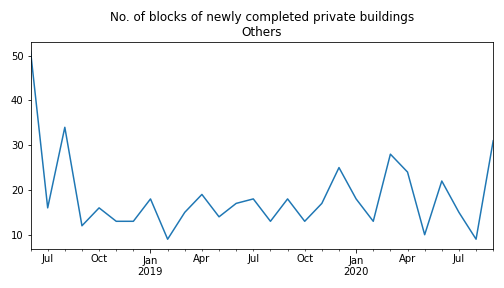 No. of blocks of newly completed private buildings
Others
50
40
30
20
10
Jul
Oct
Jan
2019
Apr
Jul
Oct
Jan
2020
Apr
Jul